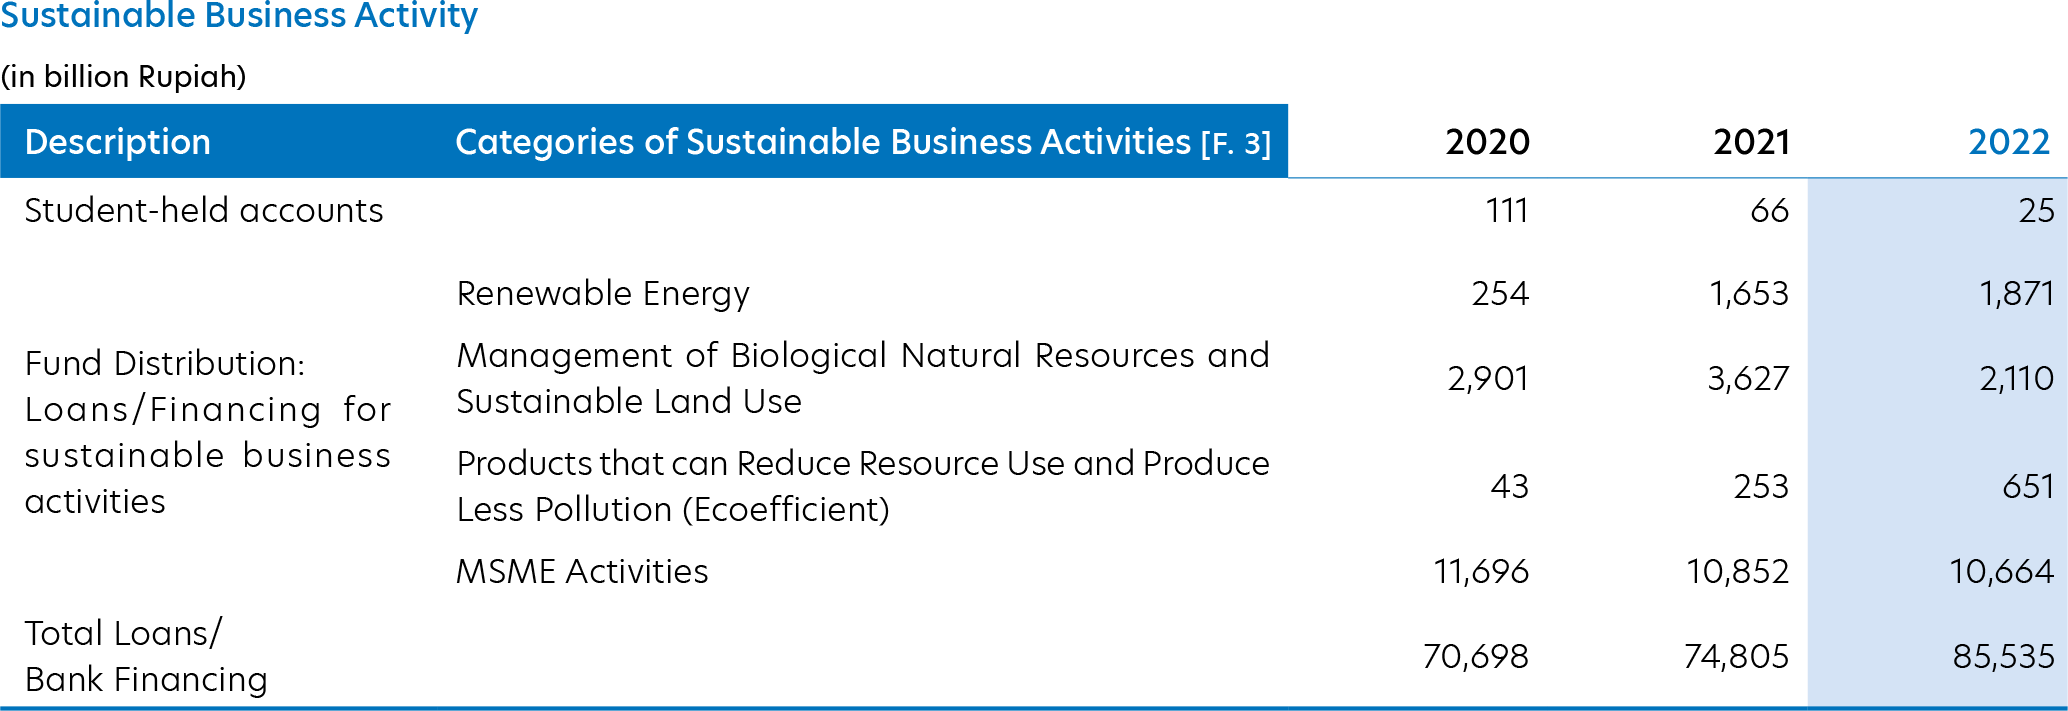 Sustainable Business Activity
(in billion Rupiah)
Description Categories of Sustainable Business Activities [F. 3] 2020 2021 2022
Student-held accounts 111 66 25
Fund Distribution:
Loans/Financing for
sustainable business
activities
Renewable Energy 254 1,653 1,871
Management of Biological Natural Resources and
Sustainable Land Use 2,901 3,627 2,110
Products that can Reduce Resource Use and Produce
Less Pollution (Ecoefficient) 43 253 651
MSME Activities 11,696 10,852 10,664
Total Loans/
Bank Financing 70,698 74,805 85,535